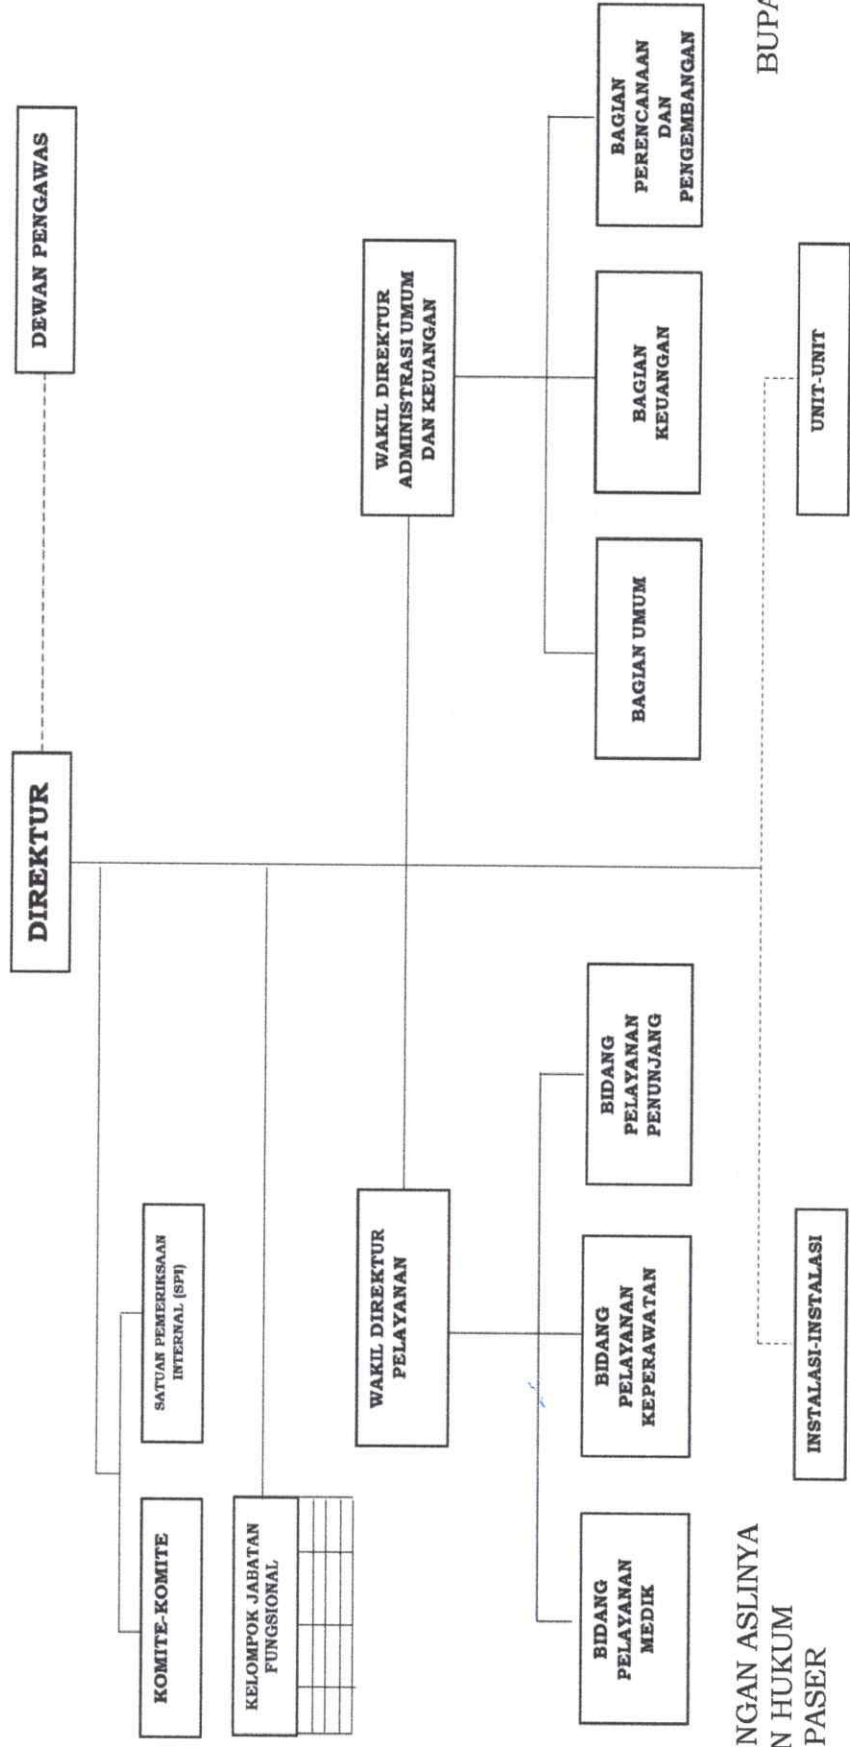 DIREKTUR
DEWAN PENGAWAS
KOMITE-KOMITE
SATUAN PEMERIKSAAN
INTERNAL (SPI)
KELOMPOK JABATAN
FUNGSIONAL
WAKIL DIREKTUR
PELAYANAN
WAKIL DIREKTUR
ADMINISTRASI UMUM
DAN KEUANGAN
BIDANG
PELAYANAN
MEDIK
BIDANG
PELAYANAN
KEPERAWATAN
BIDANG
PELAYANAN
PENUNJANG
BAGIAN UMUM
BAGIAN
KEUANGAN
BAGIAN
PERENCANAAN
DAN
PENGEMBANGAN
INSTALASI-INSTALASI
UNIT-UNIT
NGAN ASLINYA
N HUKUM
PASER
BUPA